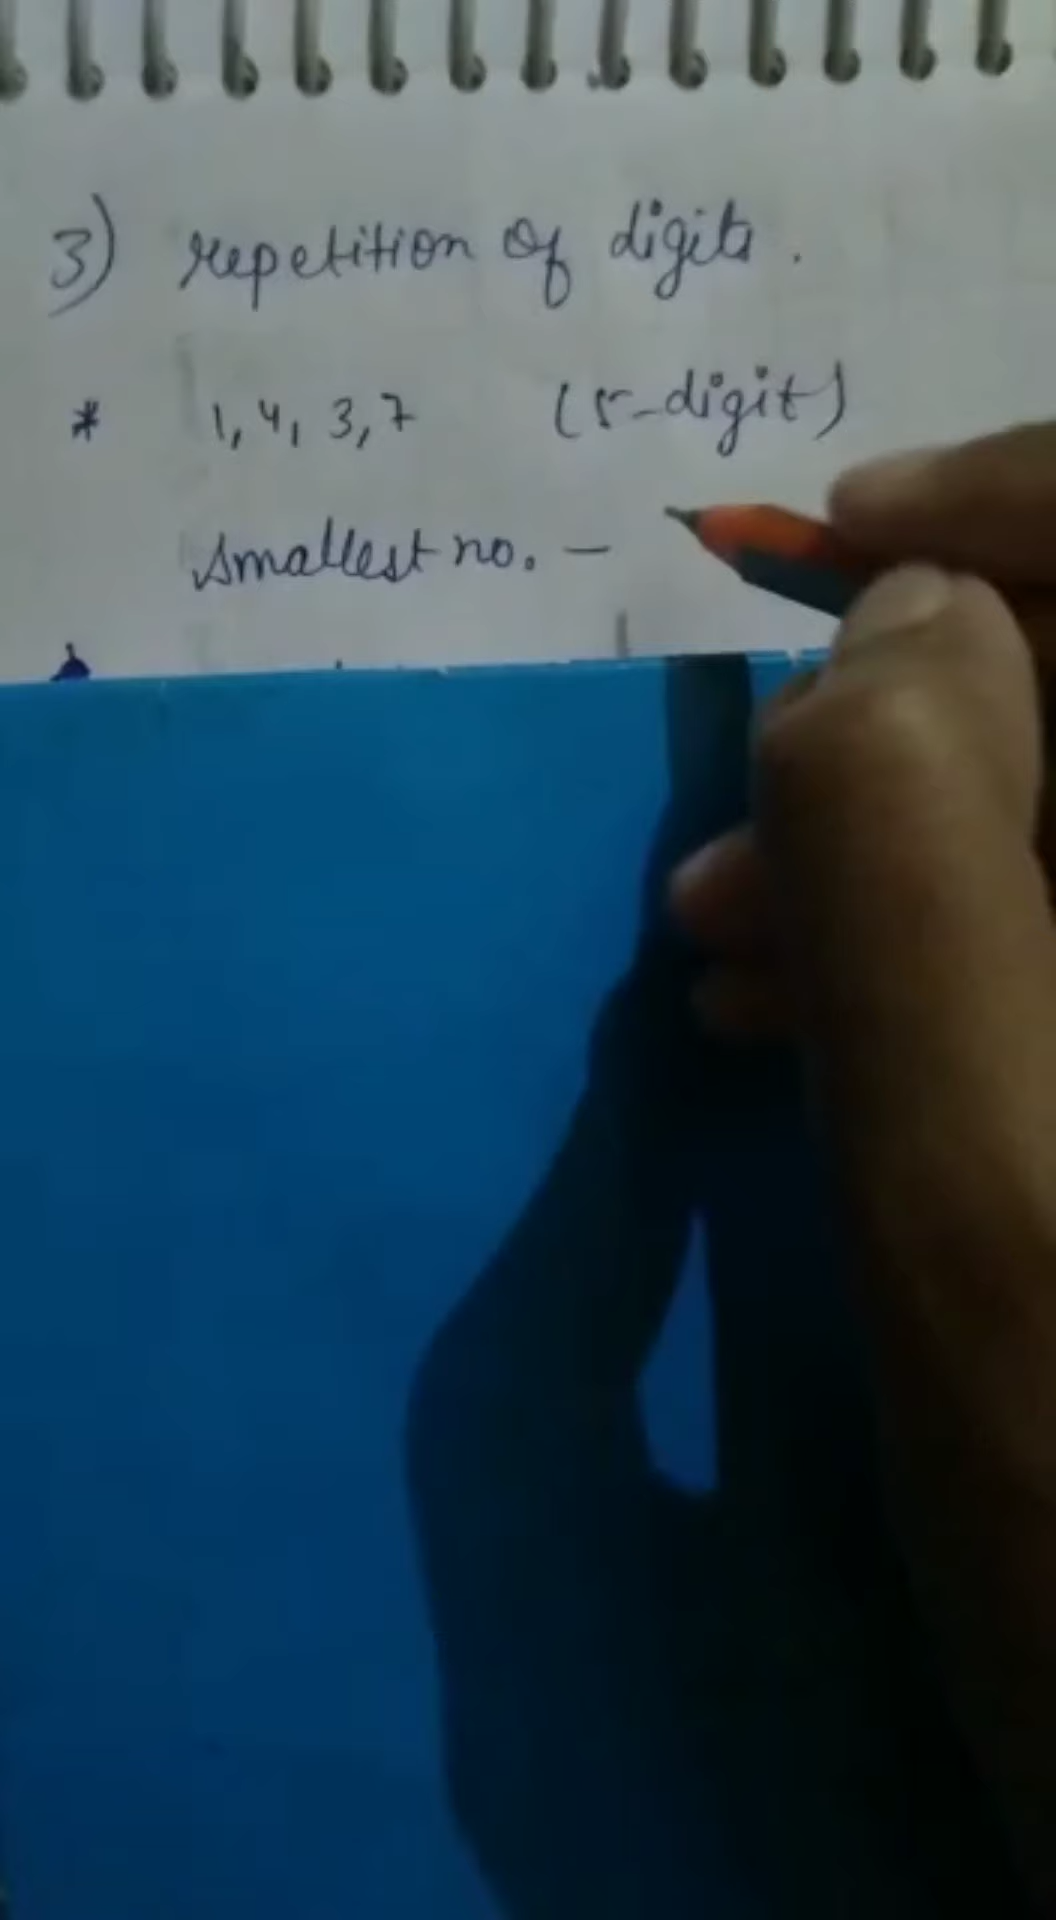 3) repetition of digits.
* 1, 4, 3, 7 (5-digit)
smallest no. —